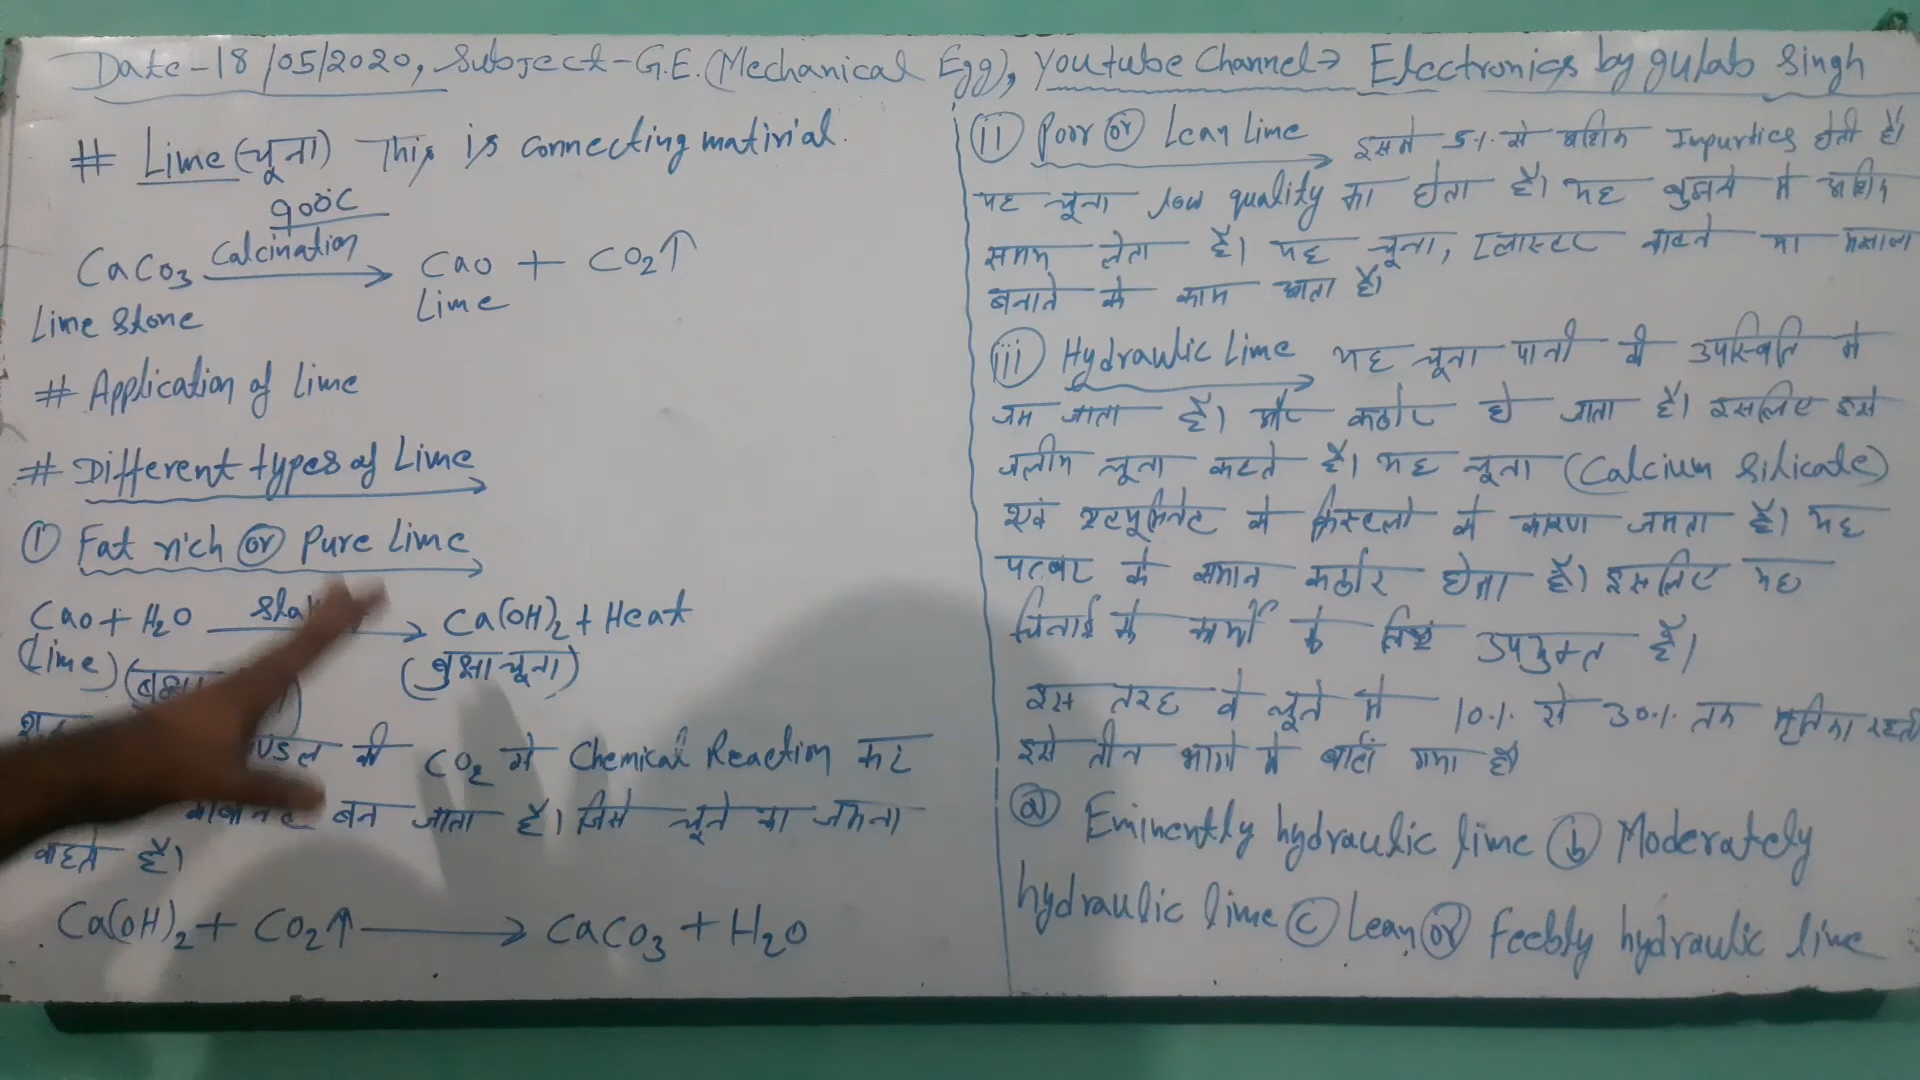 Date-18/05/2020, Subject-G.E.(Mechanical Egg), Youtube Channel→ Electronics by gulab Singh
# Lime (चूना) This is connecting matirial.
900°C
CaCO3 Calcination → CaO + CO2↑
Lime Stone Lime
# Application of Lime
# Different types of Lime
(i) Fat rich (or) Pure Lime
CaO + H2O → Ca(OH)2 + Heat
(Lime) (बुझा चूना)
की CO2 से Chemical Reaction कर
बन जाता है। जिसे चूने का जमना
कहते है।
Ca(OH)2 + CO2↑ → CaCO3 + H2O
(ii) Poor (or) Lean Lime इसमे 5% से अधिक Impurties होती है।
यह चूना low quality का होता है। यह बुझने मे अधिक
समय लेता है। यह चूना, प्लास्टर काटने या मसाला
बनाने के काम आता है।
(iii) Hydraulic Lime यह चूना पानी की उपस्थिति मे
जम जाता है। और कठोर हो जाता है। इसलिए इसे
जलीय चूना कहते है। यह चूना (Calcium Silicate)
एवं एल्युमिनेट के क्रिस्टलो के कारण जमता है। यह
पत्थर के समान कठोर होता है। इसलिए यह
चिनाई के कार्यो के लिए उपयुक्त है।
इस तरह के चूने मे 10% से 30% तक मृतिका रहती
इसे तीन भागो मे बाटां गया है।
(a) Eminently hydraulic lime (b) Moderately
hydraulic lime (c) Lean (or) Feebly hydraulic lime